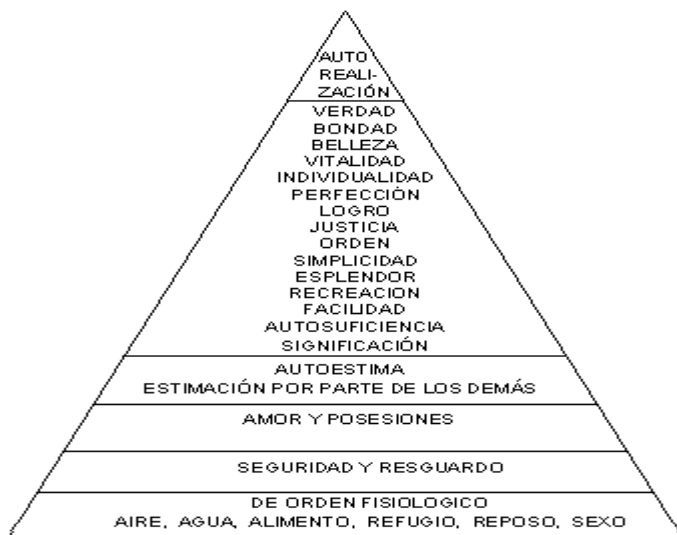 AUTO
REALI-
ZACIÓN
VERDAD
BONDAD
BELLEZA
VITALIDAD
INDIVIDUALIDAD
PERFECCIÓN
LOGRO
JUSTICIA
ORDEN
SIMPLICIDAD
ESPLENDOR
RECREACION
FACILIDAD
AUTOSUFICIENCIA
SIGNIFICACIÓN
AUTOESTIMA
ESTIMACIÓN POR PARTE DE LOS DEMÁS
AMOR Y POSESIONES
SEGURIDAD Y RESGUARDO
DE ORDEN FISIOLOGICO
AIRE, AGUA, ALIMENTO, REFUGIO, REPOSO, SEXO